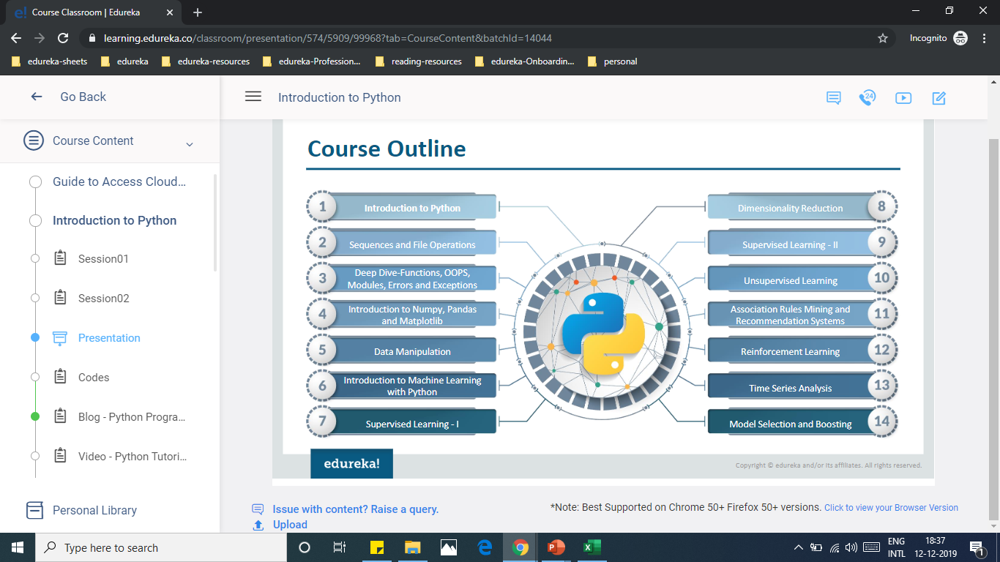 Course Classroom | Edureka
learning.edureka.co/classroom/presentation/574/5909/99968?tab=CourseContent&batchId=14044
Incognito
edureka-sheets
edureka
edureka-resources
edureka-Profession...
reading-resources
edureka-Onboardin...
personal
Go Back
Introduction to Python
24
Course Content
Guide to Access Cloud...
Introduction to Python
Session01
Session02
Presentation
Codes
Blog - Python Progra...
Video - Python Tutori...
Personal Library
Course Outline
1 Introduction to Python
2 Sequences and File Operations
3 Deep Dive-Functions, OOPS,
Modules, Errors and Exceptions
4 Introduction to Numpy, Pandas
and Matplotlib
5 Data Manipulation
6 Introduction to Machine Learning
with Python
7 Supervised Learning - I
Dimensionality Reduction 8
Supervised Learning - II 9
Unsupervised Learning 10
Association Rules Mining and
Recommendation Systems 11
Reinforcement Learning 12
Time Series Analysis 13
Model Selection and Boosting 14
edureka!
Copyright © edureka and/or its affiliates. All rights reserved.
Issue with content? Raise a query.
*Note: Best Supported on Chrome 50+ Firefox 50+ versions. Click to view your Browser Version
Upload
Type here to search
ENG
INTL
18:37
12-12-2019
1